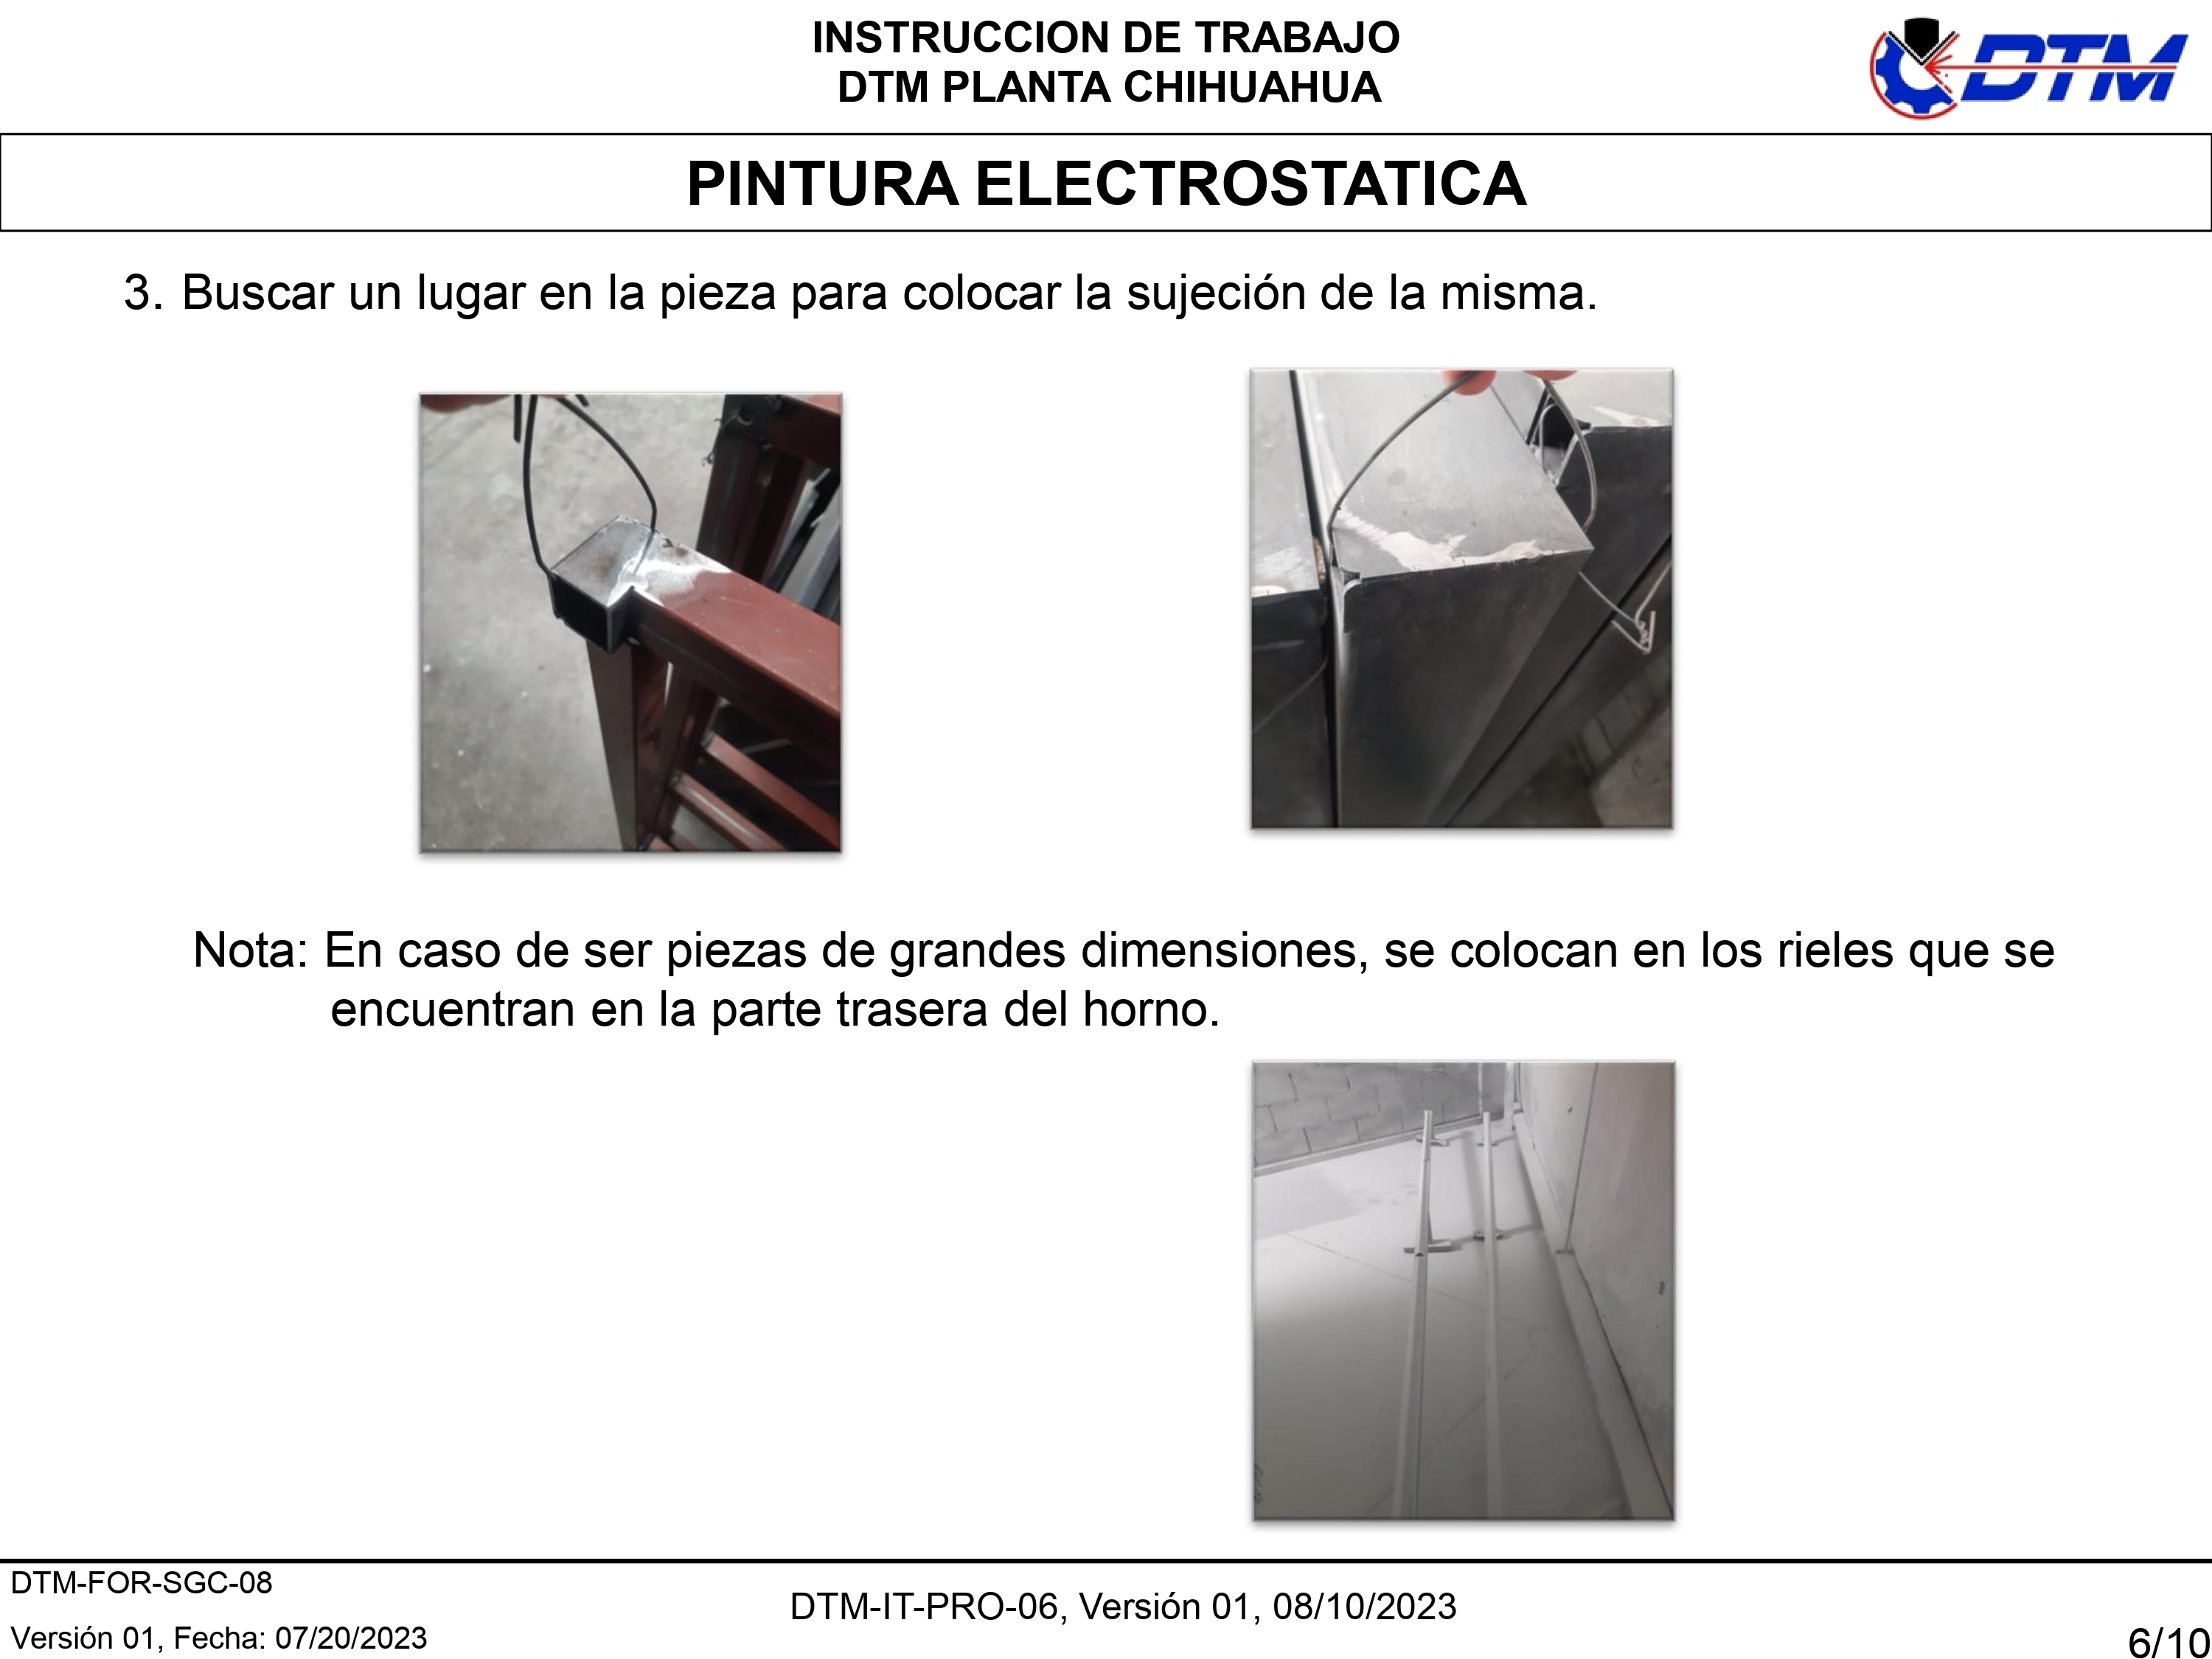 INSTRUCCION DE TRABAJO
DTM PLANTA CHIHUAHUA
DTM
PINTURA ELECTROSTATICA
3. Buscar un lugar en la pieza para colocar la sujeción de la misma.
Nota: En caso de ser piezas de grandes dimensiones, se colocan en los rieles que se
encuentran en la parte trasera del horno.
DTM-FOR-SGC-08
Versión 01, Fecha: 07/20/2023
DTM-IT-PRO-06, Versión 01, 08/10/2023
6/10